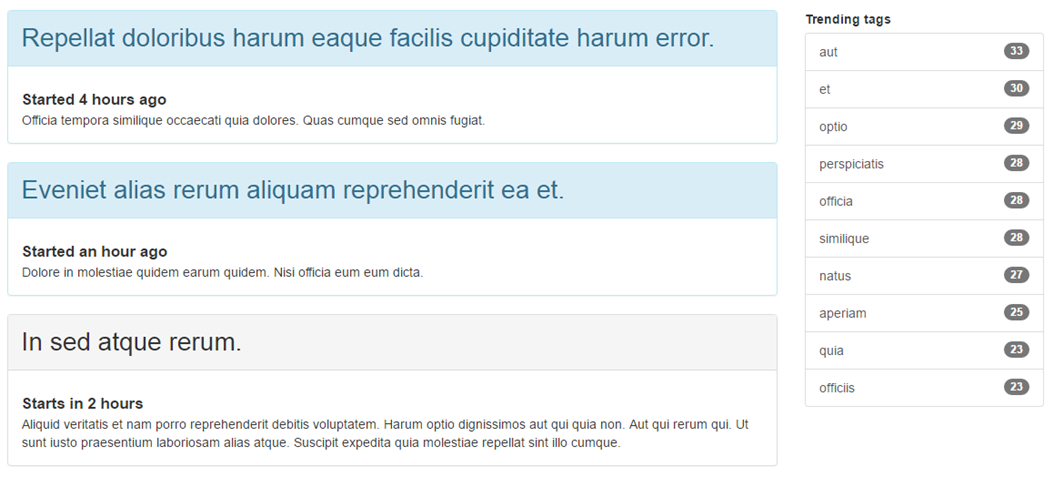 Repellat doloribus harum eaque facilis cupiditate harum error.
Started 4 hours ago
Officia tempora similique occaecati quia dolores. Quas cumque sed omnis fugiat.
Eveniet alias rerum aliquam reprehenderit ea et.
Started an hour ago
Dolore in molestiae quidem earum quidem. Nisi officia eum eum dicta.
In sed atque rerum.
Starts in 2 hours
Aliquid veritatis et nam porro reprehenderit debitis voluptatem. Harum optio dignissimos aut qui quia non. Aut qui rerum qui. Ut
sunt iusto praesentium laboriosam alias atque. Suscipit expedita quia molestiae repellat sint illo cumque.
Trending tags
aut 33
et 30
optio 29
perspiciatis 28
officia 28
similique 28
natus 27
aperiam 25
quia 23
officiis 23